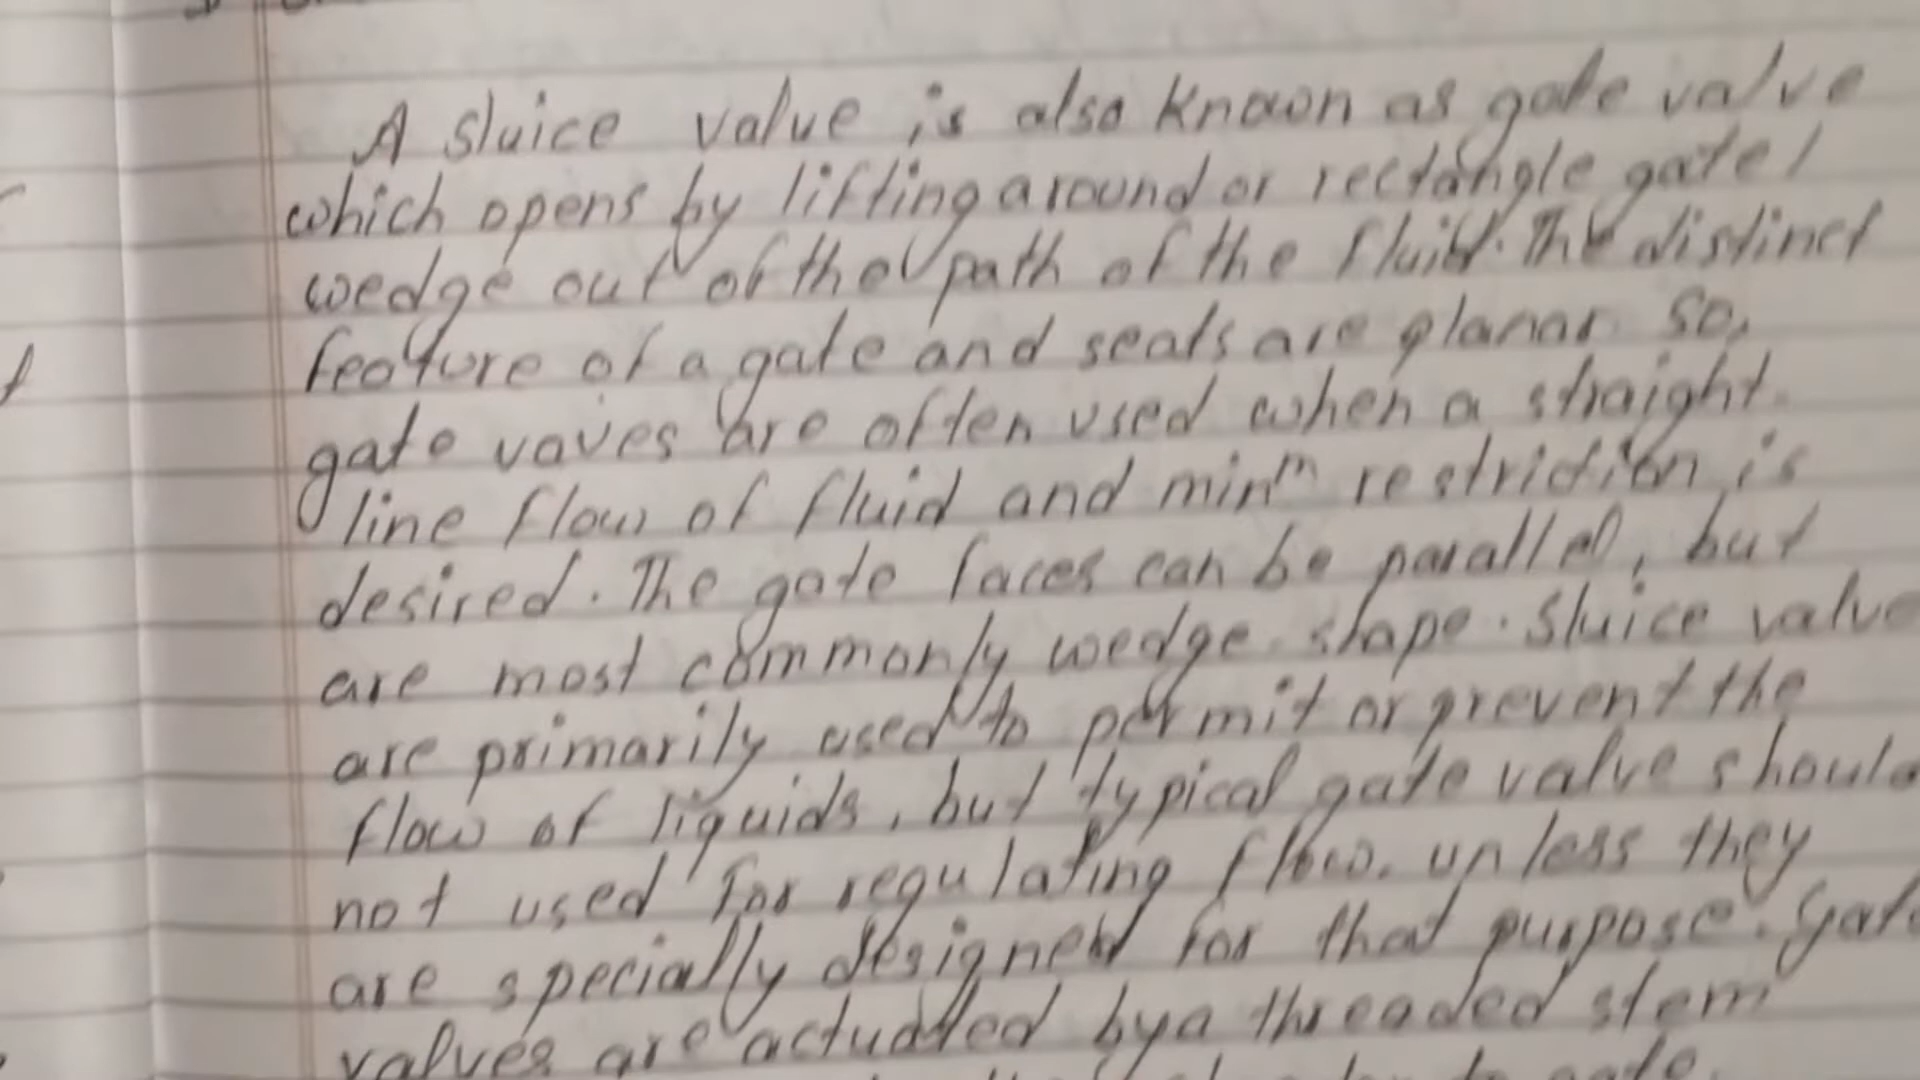 A sluice value is also known as gate valve
which opens by lifting around or rectangle gate /
wedge out of the path of the fluid. The distinct
feature of a gate and seats are planar so,
gate vaves are often used when a straight
line flow of fluid and minᵐ restriction is
desired. The gate faces can be parallel, but
are most commonly wedge shape. Sluice valve
are primarily used to permit or prevent the
flow of liquids, but typical gate valve should
not used for regulating flow. unless they
are specially designed for that purpose. Gate
valves are actuated by a threaded stem
gate.